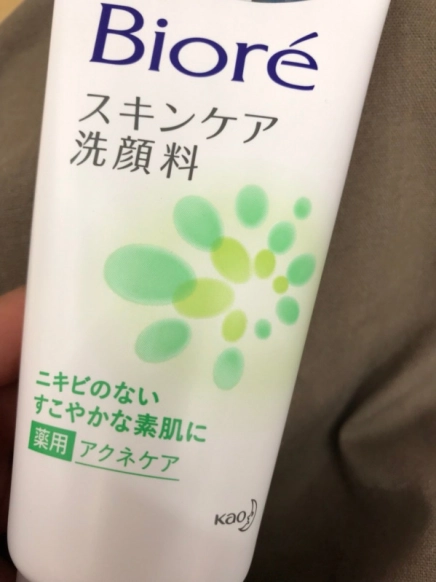 Bioré
スキンケア
洗顔料
ニキビのない
すこやかな素肌に
薬用 アクネケア
Kao